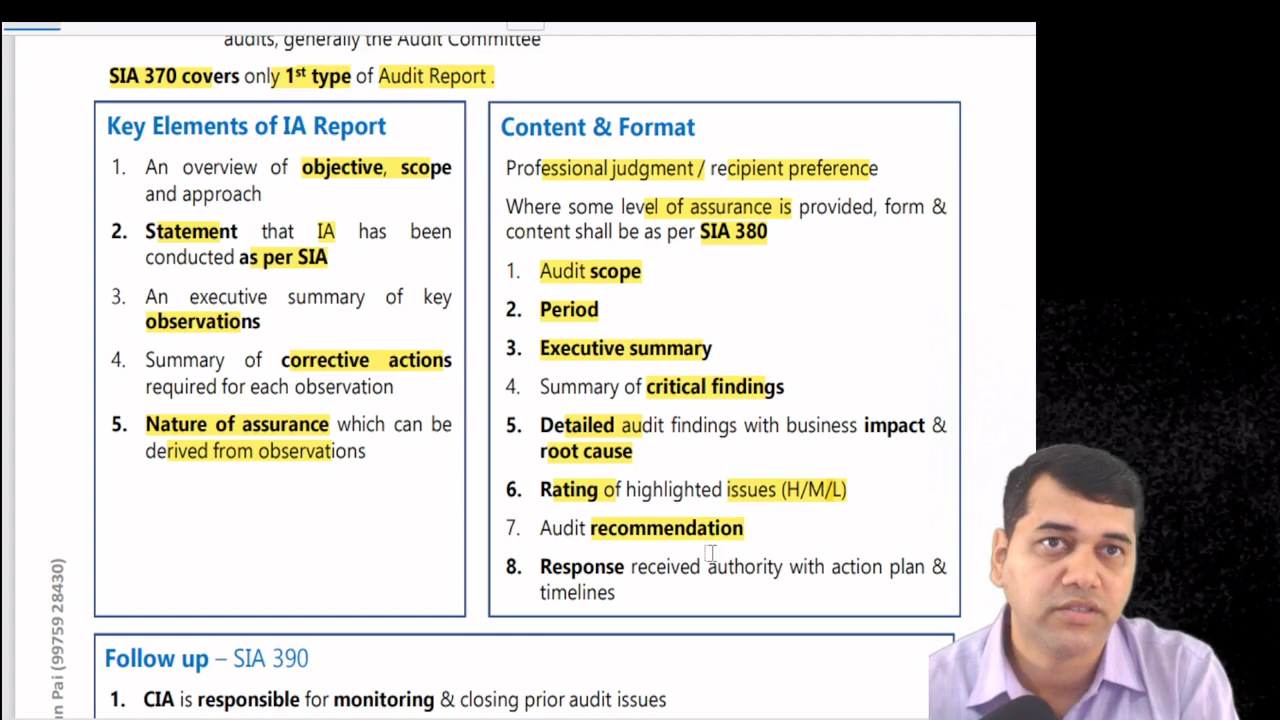 audits, generally the Audit Committee
SIA 370 covers only 1st type of Audit Report .
Key Elements of IA Report
1. An overview of objective, scope
and approach
2. Statement that IA has been
conducted as per SIA
3. An executive summary of key
observations
4. Summary of corrective actions
required for each observation
5. Nature of assurance which can be
derived from observations
Content & Format
Professional judgment / recipient preference
Where some level of assurance is provided, form &
content shall be as per SIA 380
1. Audit scope
2. Period
3. Executive summary
4. Summary of critical findings
5. Detailed audit findings with business impact &
root cause
6. Rating of highlighted issues (H/M/L)
7. Audit recommendation
8. Response received authority with action plan &
timelines
Follow up – SIA 390
1. CIA is responsible for monitoring & closing prior audit issues
Pai (99759 28430)